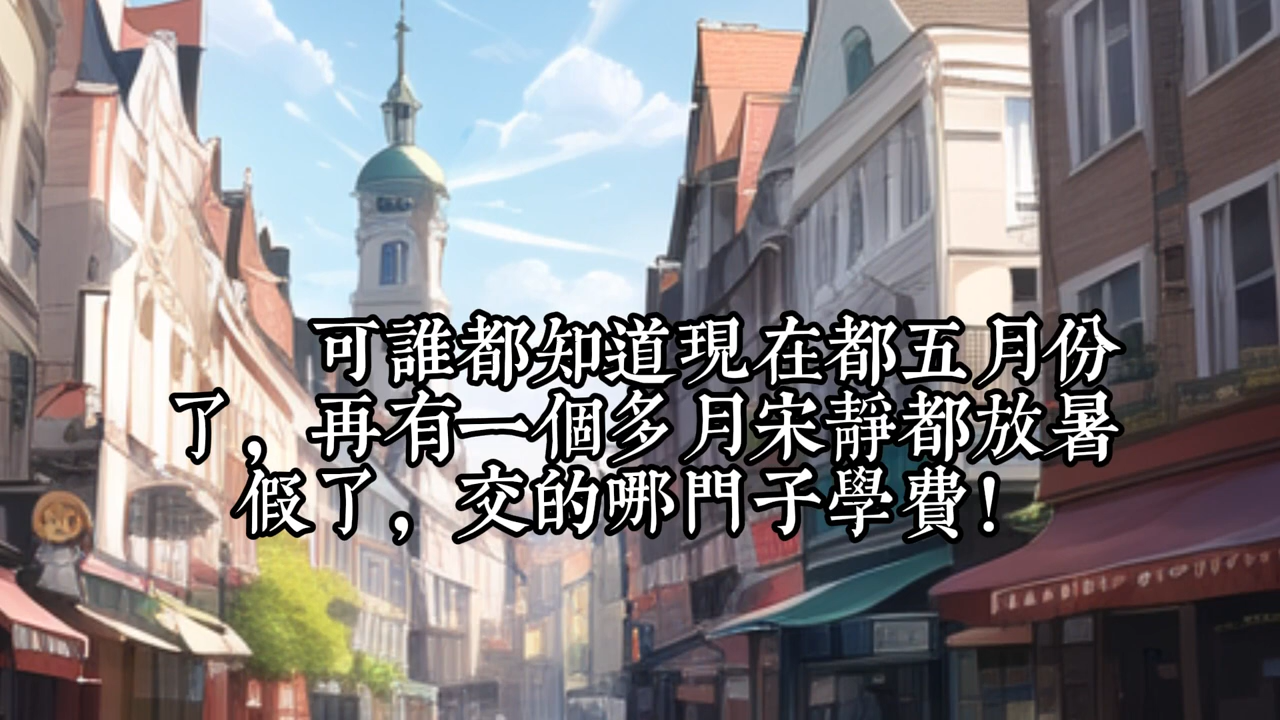 可誰都知道現在都五月份
了，再有一個多月宋靜都放暑
假了，交的哪門子學費！